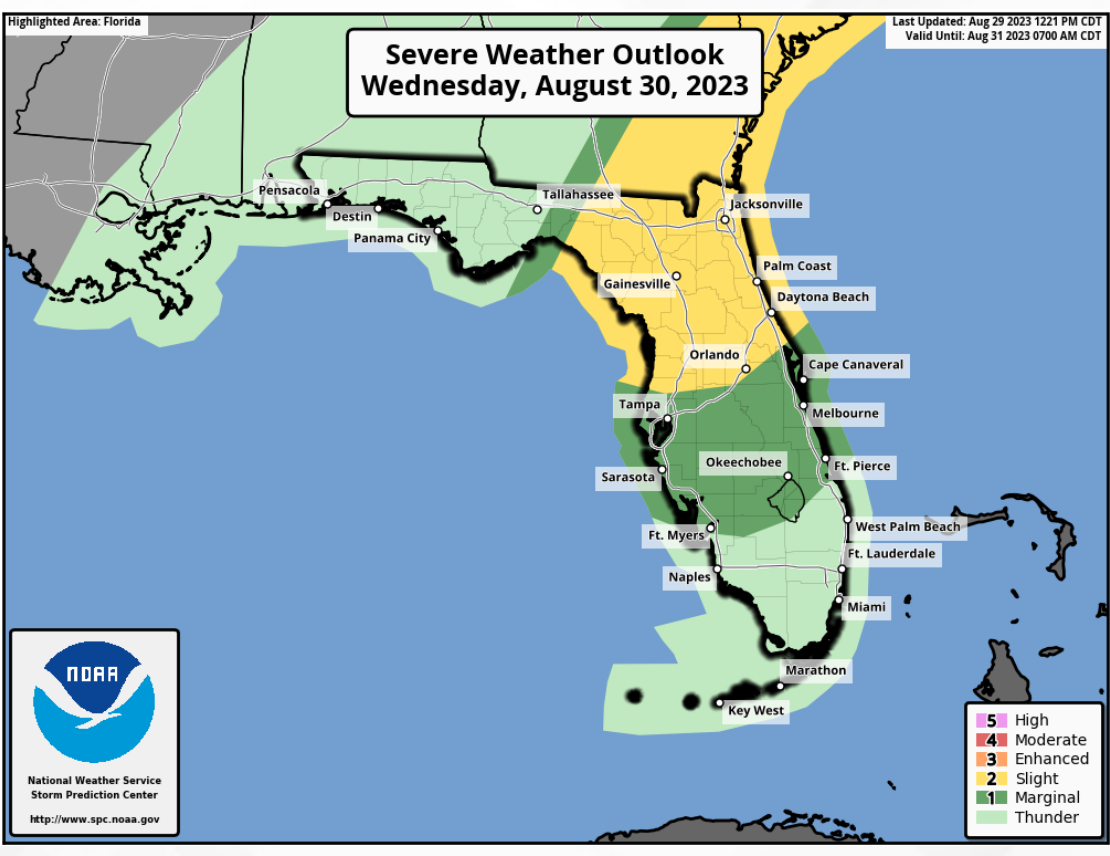 Highlighted Area: Florida
Last Updated: Aug 29 2023 1221 PM CDT
Valid Until: Aug 31 2023 0700 AM CDT
Severe Weather Outlook
Wednesday, August 30, 2023
Pensacola
Tallahassee
Destin
Jacksonville
Panama City
Palm Coast
Gainesville
Daytona Beach
Orlando
Cape Canaveral
Tampa
Melbourne
Okeechobee
Ft. Pierce
Sarasota
West Palm Beach
Ft. Myers
Ft. Lauderdale
Naples
Miami
Marathon
Key West
NOAA
National Weather Service
Storm Prediction Center
http://www.spc.noaa.gov
5 High
4 Moderate
3 Enhanced
2 Slight
1 Marginal
Thunder